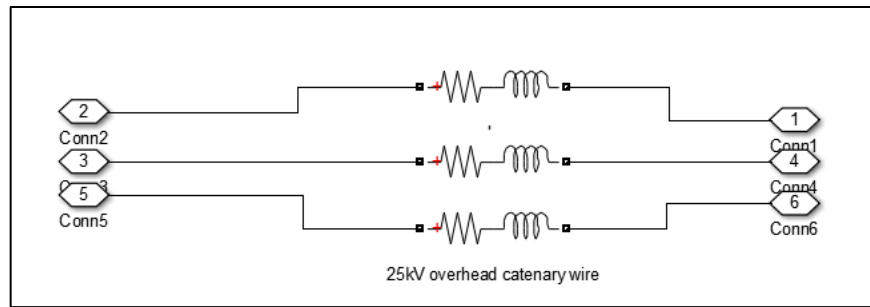 2
Conn2
1
Conn1
3
4
Conn4
5
Conn5
6
Conn6
25kV overhead catenary wire